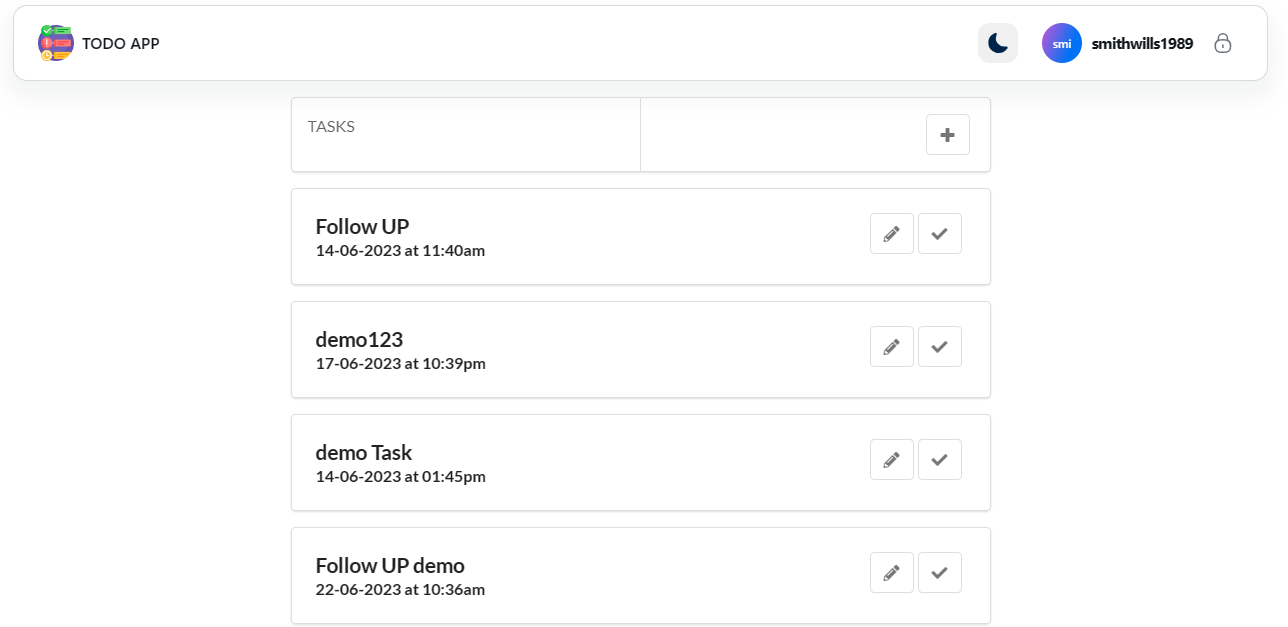 TODO APP
smi
smithwills1989
TASKS
Follow UP
14-06-2023 at 11:40am
demo123
17-06-2023 at 10:39pm
demo Task
14-06-2023 at 01:45pm
Follow UP demo
22-06-2023 at 10:36am